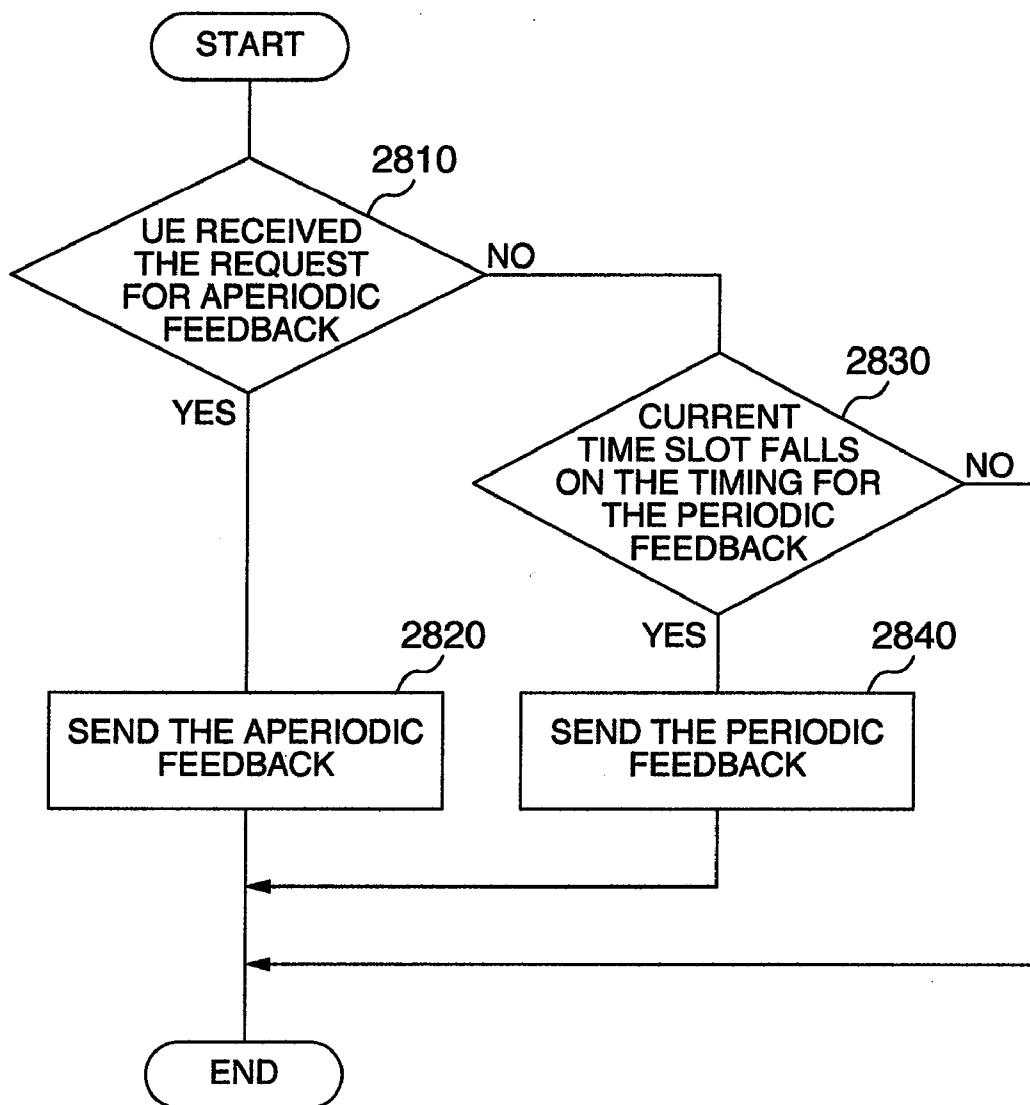 START
2810
UE RECEIVED
THE REQUEST
FOR APERIODIC
FEEDBACK
NO
YES
2830
CURRENT
TIME SLOT FALLS
ON THE TIMING FOR
THE PERIODIC
FEEDBACK
NO
YES
2820
SEND THE APERIODIC
FEEDBACK
2840
SEND THE PERIODIC
FEEDBACK
END